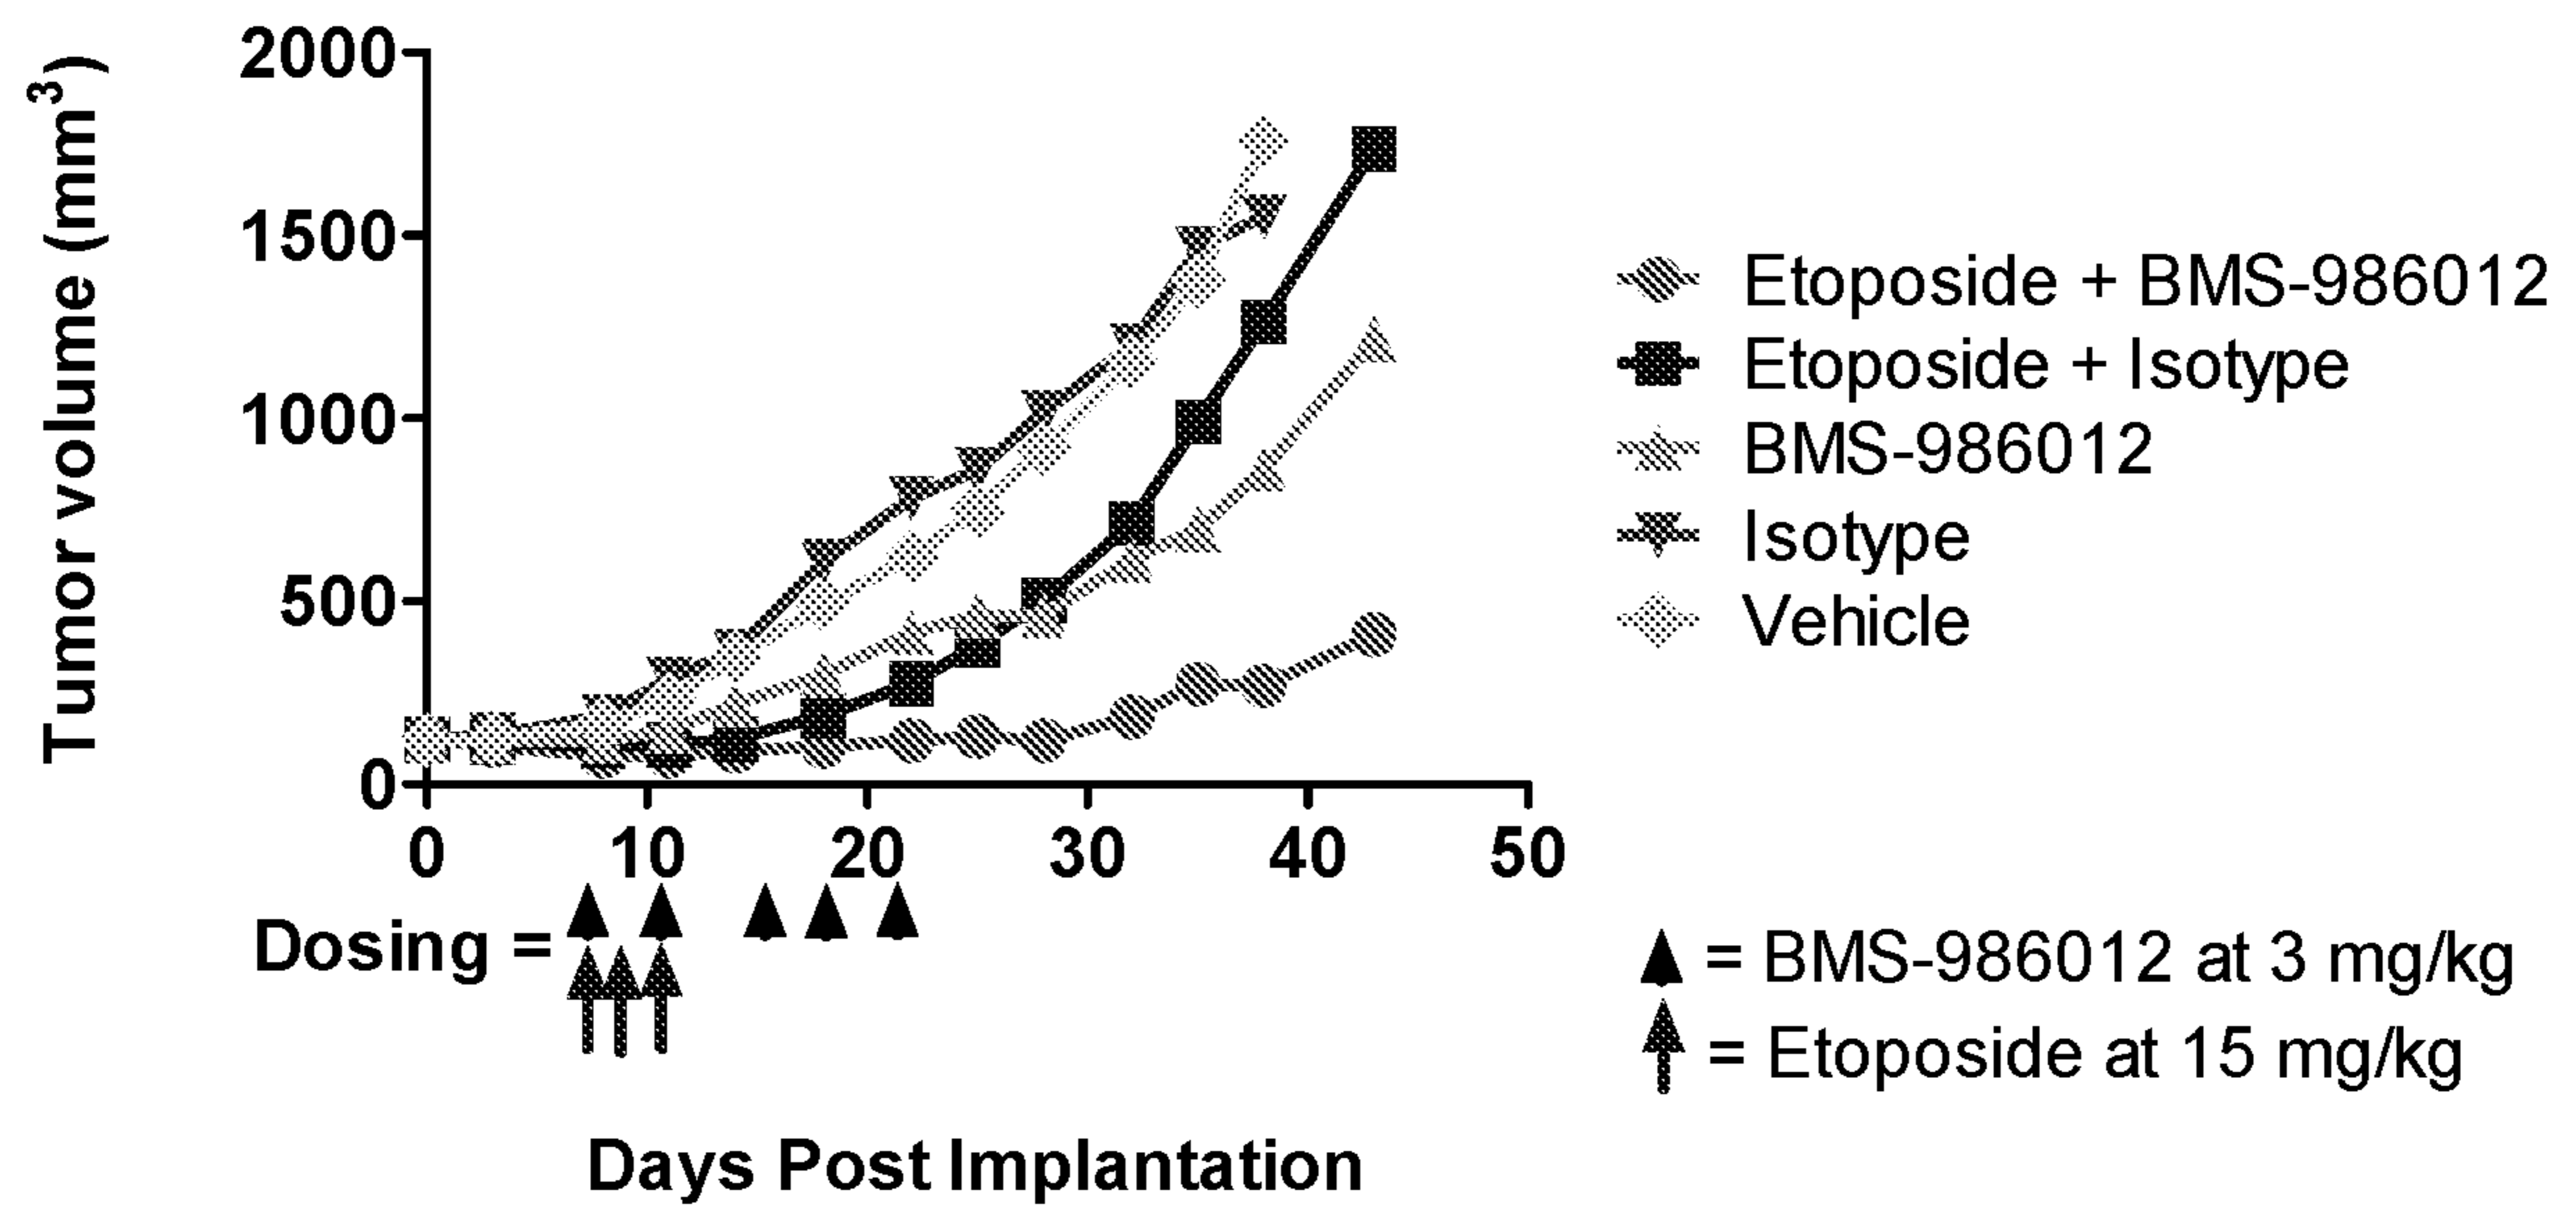 Tumor volume (mm³)
2000
1500
1000
500
0
0 10 20 30 40 50
Etoposide + BMS-986012
Etoposide + Isotype
BMS-986012
Isotype
Vehicle
Dosing =
= BMS-986012 at 3 mg/kg
= Etoposide at 15 mg/kg
Days Post Implantation